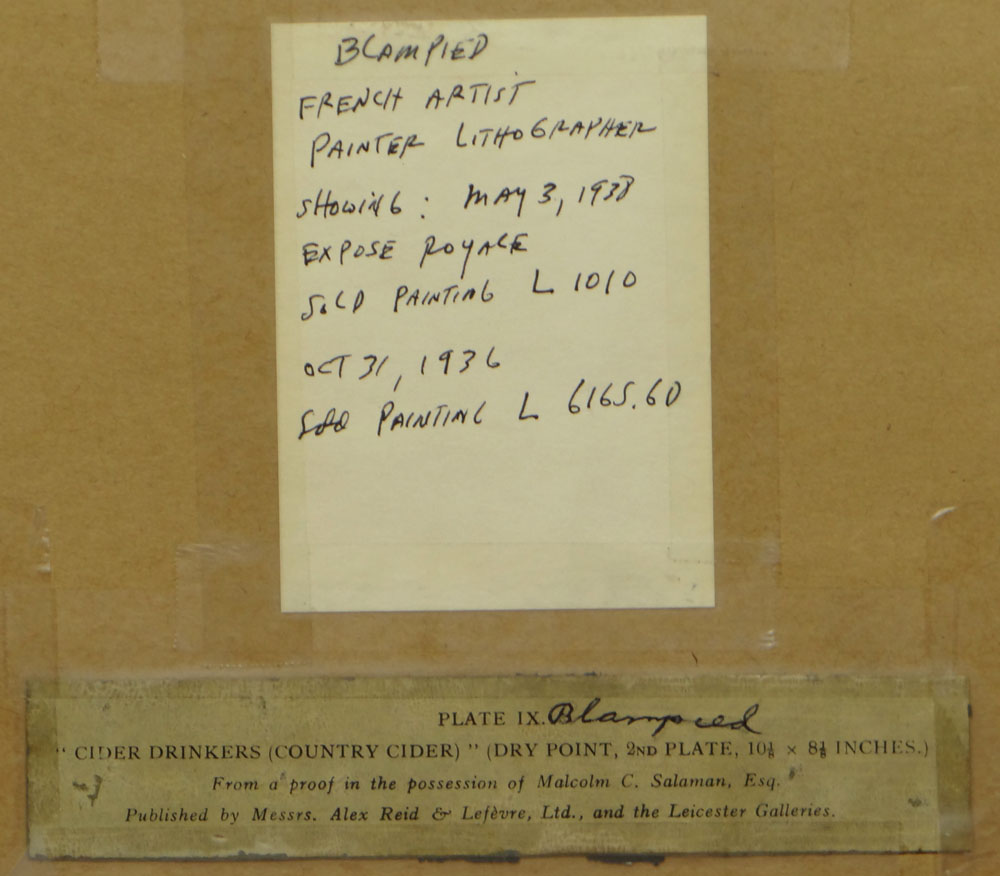 BLAMPIED
FRENCH ARTIST
PAINTER LITHOGRAPHER
SHOWING: MAY 3, 1938
EXPOSE ROYALE
SOLD PAINTING L 1010
OCT 31, 1936
Sold PAINTING L 6165.60
PLATE IX. Blampied
" CIDER DRINKERS (COUNTRY CIDER) " (DRY POINT, 2ND PLATE, 10⅛ × 8⅛ INCHES.)
From a proof in the possession of Malcolm C. Salaman, Esq.
Published by Messrs. Alex Reid & Lefèvre, Ltd., and the Leicester Galleries.